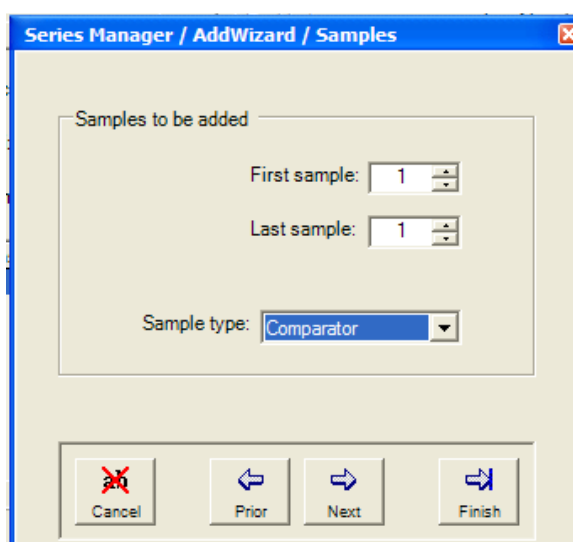 Series Manager / AddWizard / Samples
Samples to be added
First sample: 1
Last sample: 1
Sample type: Comparator
ab
Cancel Prior Next Finish